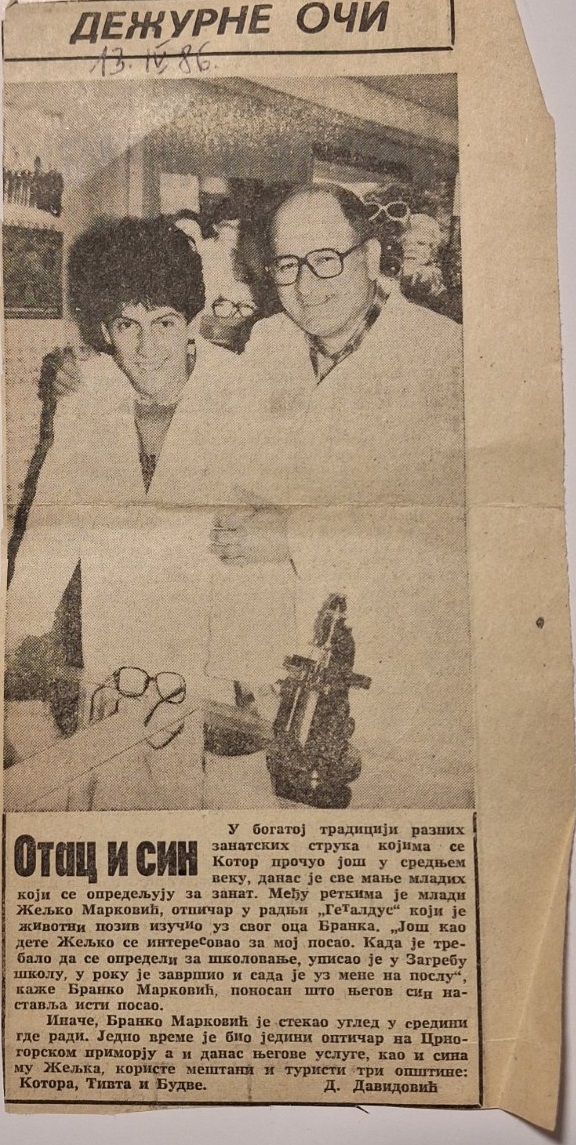 ДЕЖУРНЕ ОЧИ
13. IV 86.
Отац и син
У богатој традицији разних
занатских струка којима се
Котор прочуо још у средњем
веку, данас је све мање младих
који се опредељују за занат. Међу реткима је млади
Жељко Марковић, отпичар у радњи „Геталдус“ који је
животни позив изучио уз свог оца Бранка. „Још као
дете Жељко се интересовао за мој посао. Када је тре-
бало да се определи за школовање, уписао је у Загребу
школу, у року је завршио и сада је уз мене на послу“,
каже Бранко Марковић, поносан што његов син на-
ставља исти посао.
Иначе, Бранко Марковић је стекао углед у средини
где ради. Једно време је био једини оптичар на Црно-
горском приморју а и данас његове услуге, као и сина
му Жељка, користе мештани и туристи три општине:
Котора, Тивта и Будве. Д. Давидовић